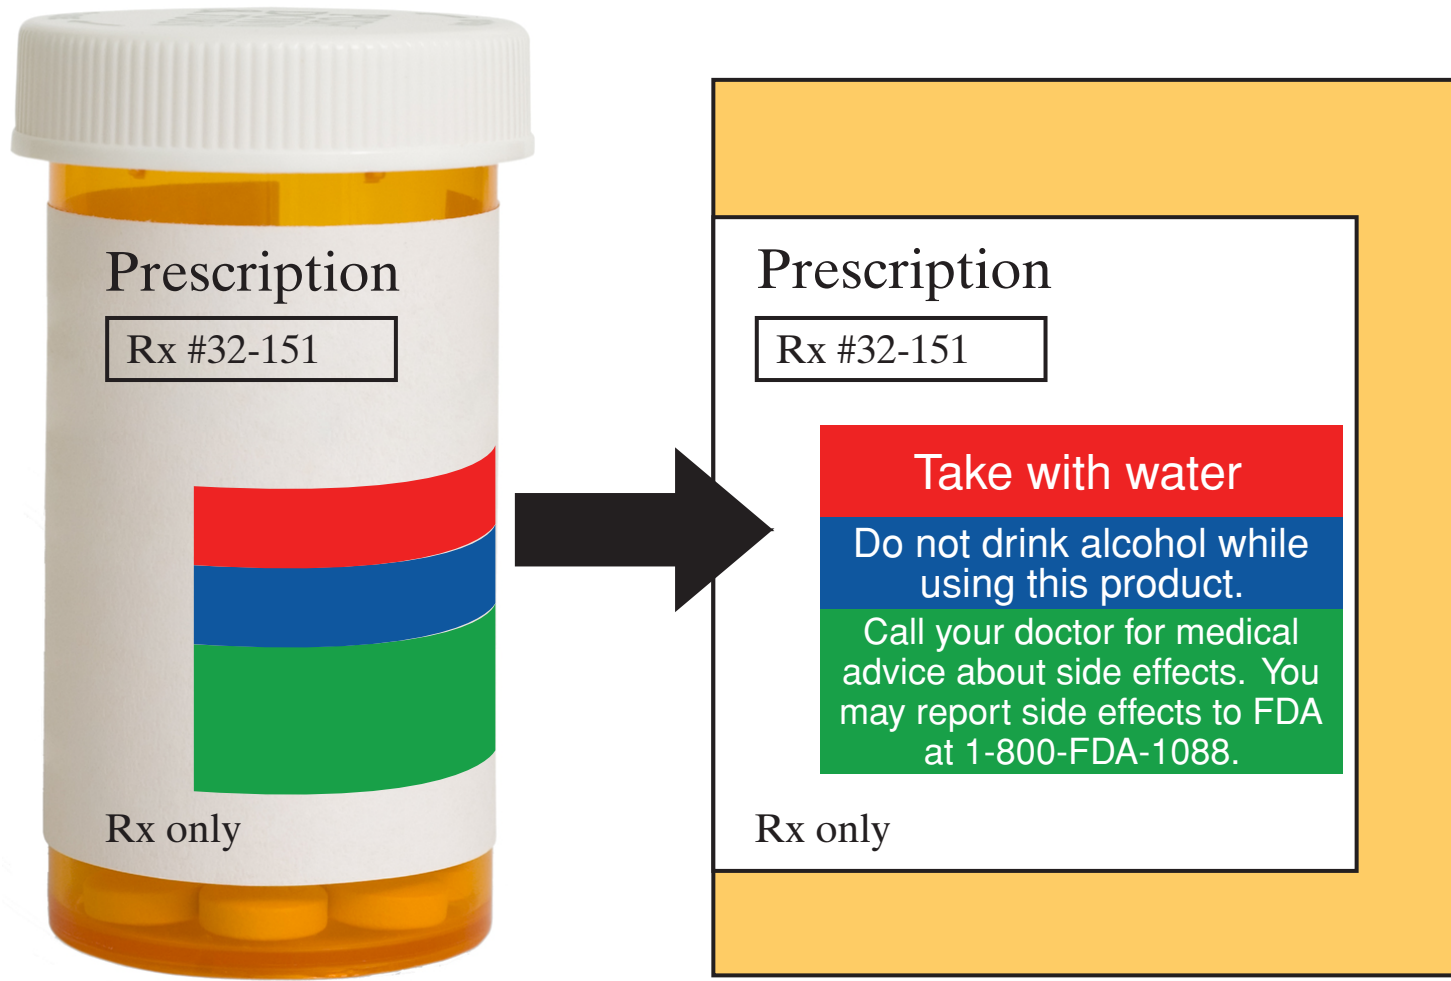 Prescription
Rx #32-151
Rx only
Prescription
Rx #32-151
Take with water
Do not drink alcohol while
using this product.
Call your doctor for medical
advice about side effects. You
may report side effects to FDA
at 1-800-FDA-1088.
Rx only